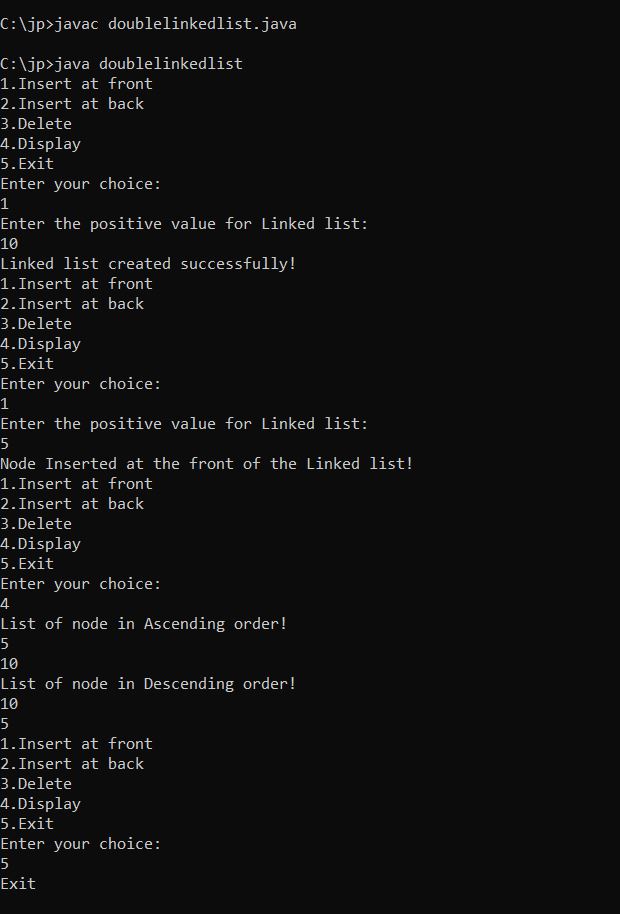 C:\jp>javac doublelinkedlist.java
C:\jp>java doublelinkedlist
1.Insert at front
2.Insert at back
3.Delete
4.Display
5.Exit
Enter your choice:
1
Enter the positive value for Linked list:
10
Linked list created successfully!
1.Insert at front
2.Insert at back
3.Delete
4.Display
5.Exit
Enter your choice:
1
Enter the positive value for Linked list:
5
Node Inserted at the front of the Linked list!
1.Insert at front
2.Insert at back
3.Delete
4.Display
5.Exit
Enter your choice:
4
List of node in Ascending order!
5
10
List of node in Descending order!
10
5
1.Insert at front
2.Insert at back
3.Delete
4.Display
5.Exit
Enter your choice:
5
Exit